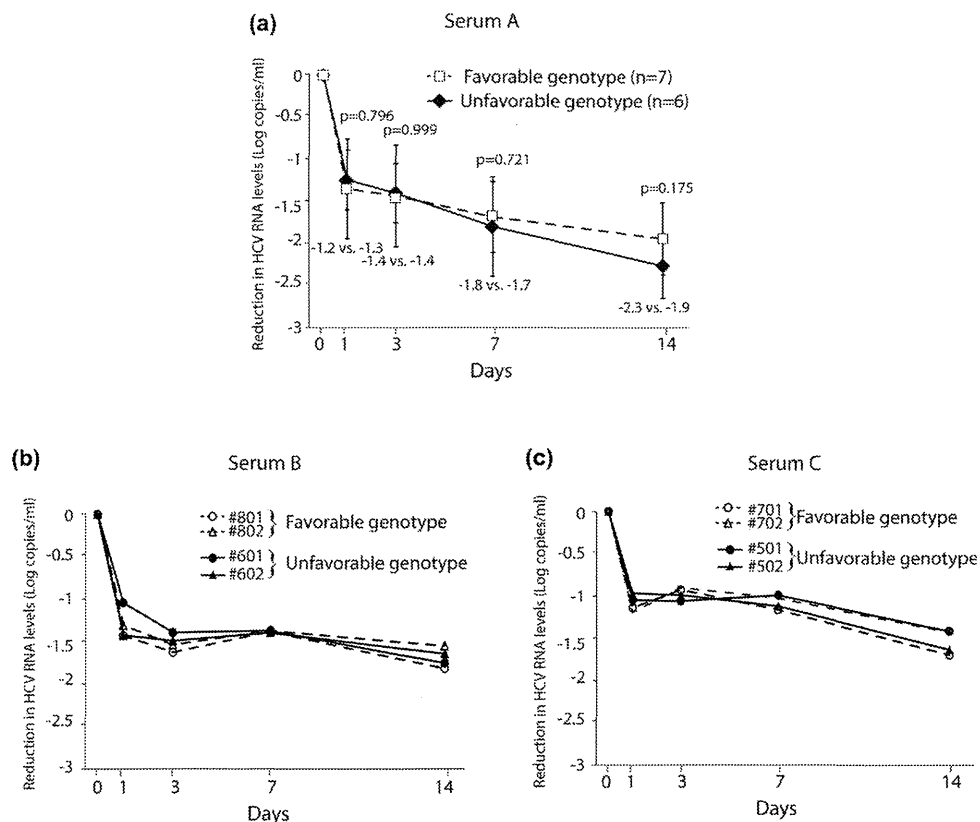 (a)
Serum A
Reduction in HCV RNA levels (Log copies/ml)
0
-0.5
-1
-1.5
-2
-2.5
-3
Favorable genotype (n=7)
Unfavorable genotype (n=6)
p=0.796
p=0.999
p=0.721
p=0.175
-1.2 vs. -1.3
-1.4 vs. -1.4
-1.8 vs. -1.7
-2.3 vs. -1.9
0 1 3 7 14
Days
(b)
Serum B
Reduction in HCV RNA levels (Log copies/ml)
0
-0.5
-1
-1.5
-2
-2.5
-3
#801
#802
Favorable genotype
#601
#602
Unfavorable genotype
0 1 3 7 14
Days
(c)
Serum C
Reduction in HCV RNA levels (Log copies/ml)
0
-0.5
-1
-1.5
-2
-2.5
-3
#701
#702
Favorable genotype
#501
#502
Unfavorable genotype
0 1 3 7 14
Days